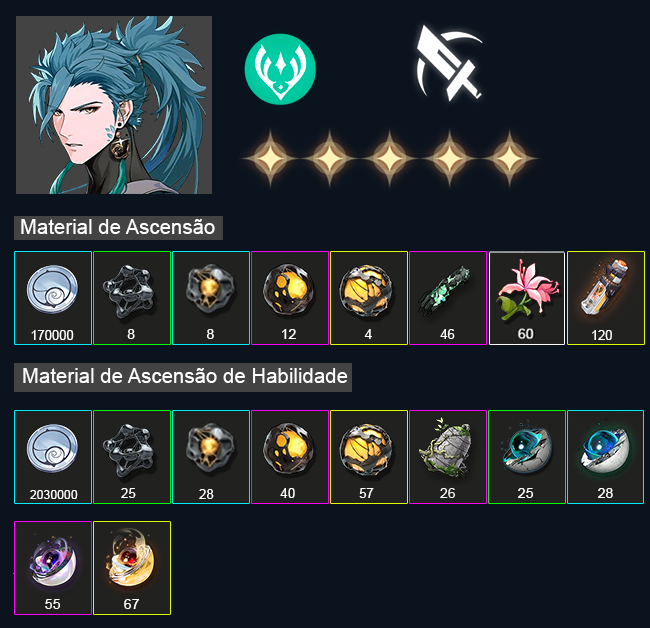 Material de Ascensão
170000 8 8 12 4 46 60 120
Material de Ascensão de Habilidade
2030000 25 28 40 57 26 25 28
55 67